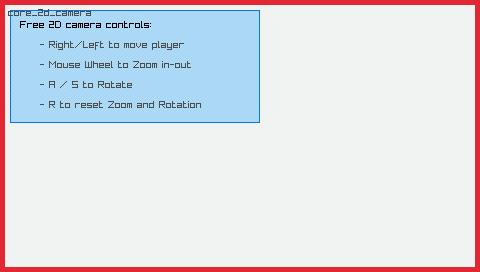 core_2d_camera
Free 2D camera controls:
- Right/Left to move player
- Mouse Wheel to Zoom in-out
- A / S to Rotate
- R to reset Zoom and Rotation